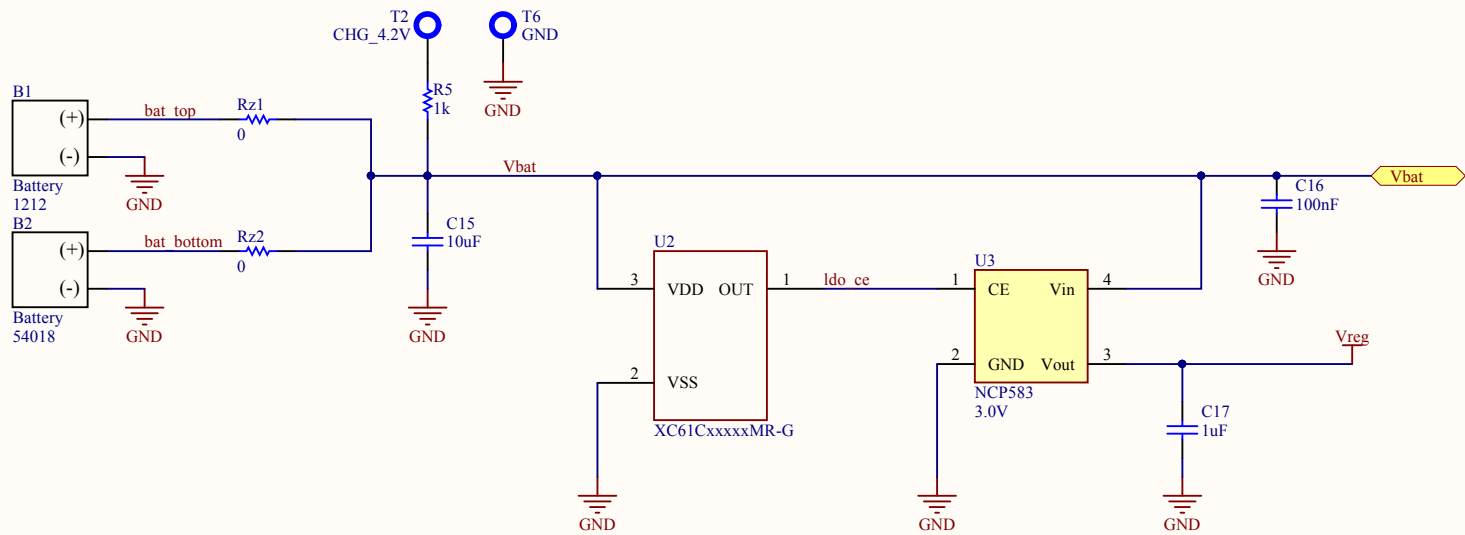 T2
CHG_4.2V
T6
GND
R5
1k
GND
B1
(+)
bat_top
Rz1
0
(-)
Battery
1212
GND
Vbat
Vbat
C16
100nF
GND
B2
(+)
bat_bottom
Rz2
0
(-)
Battery
54018
GND
C15
10uF
GND
U2
3
VDD
OUT
1
ldo_ce
2
VSS
XC61CxxxxxMR-G
GND
U3
1
CE
Vin
4
2
GND
Vout
3
NCP583
3.0V
GND
Vreg
C17
1uF
GND